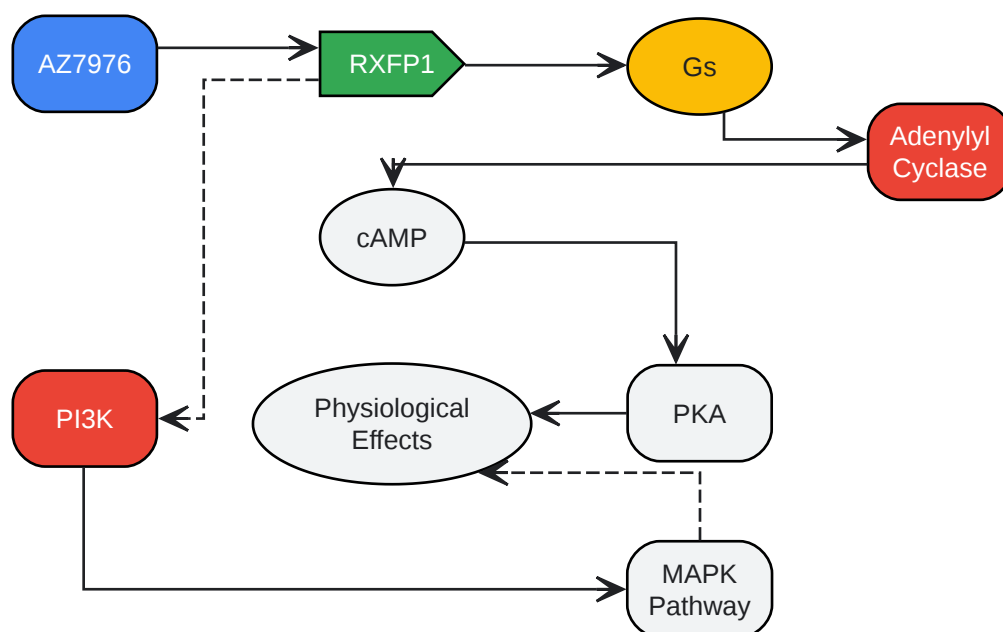 AZ7976
RXFP1
Gs
Adenylyl
Cyclase
cAMP
PI3K
Physiological
Effects
PKA
MAPK
Pathway